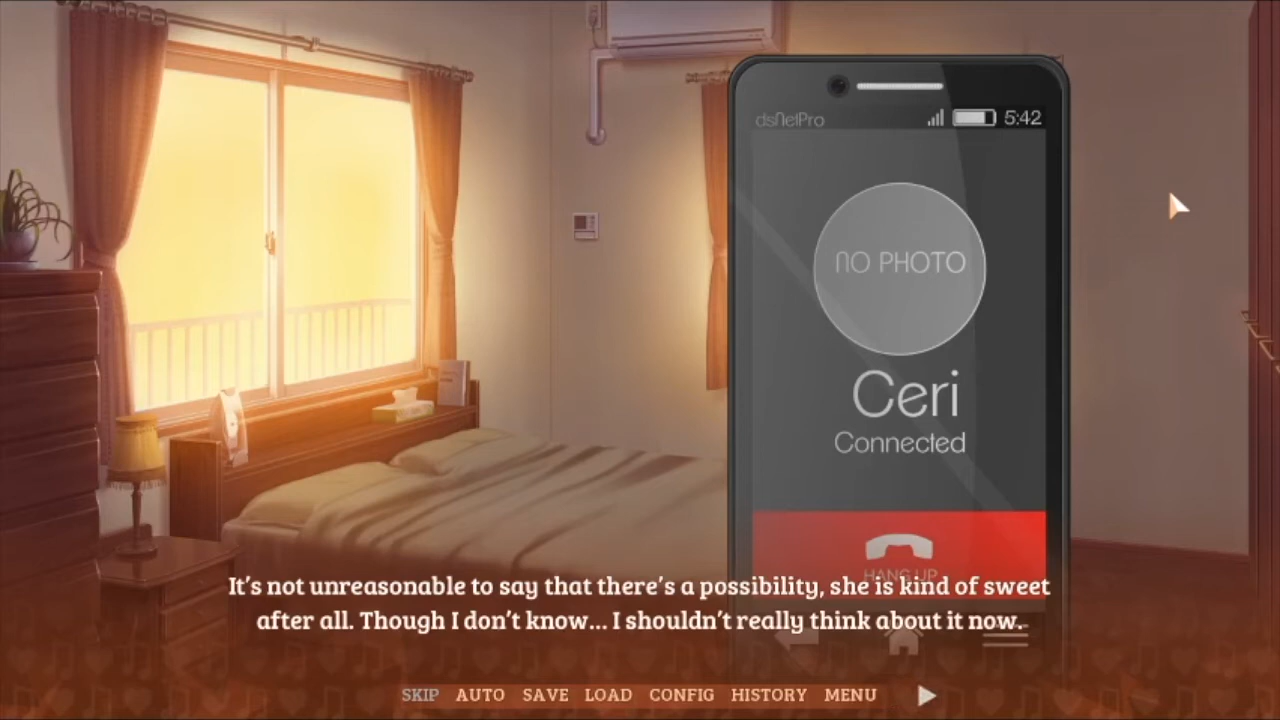 dsNetPro
5:42
NO PHOTO
Ceri
Connected
HANG UP
It's not unreasonable to say that there's a possibility, she is kind of sweet
after all. Though I don't know... I shouldn't really think about it now.
SKIP AUTO SAVE LOAD CONFIG HISTORY MENU